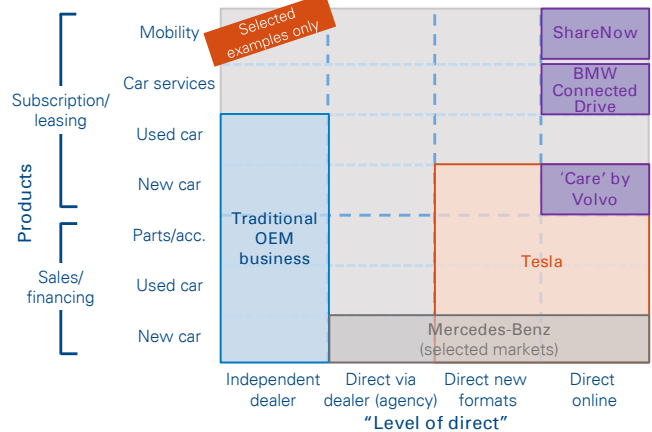 Selected
examples only
Mobility
ShareNow
Car services
BMW
Connected
Drive
Subscription/
leasing
Used car
New car
‘Care’ by
Volvo
Products
Traditional
OEM
business
Parts/acc.
Tesla
Sales/
financing
Used car
New car
Mercedes-Benz
(selected markets)
Independent
dealer
Direct via
dealer (agency)
Direct new
formats
Direct
online
“Level of direct”